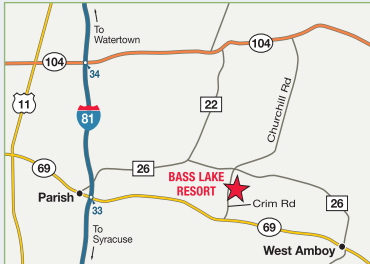 To
Watertown
104
104
34
11
81
22
Churchill Rd
69
26
BASS LAKE
RESORT
Parish
33
Crim Rd
26
69
To
Syracuse
West Amboy